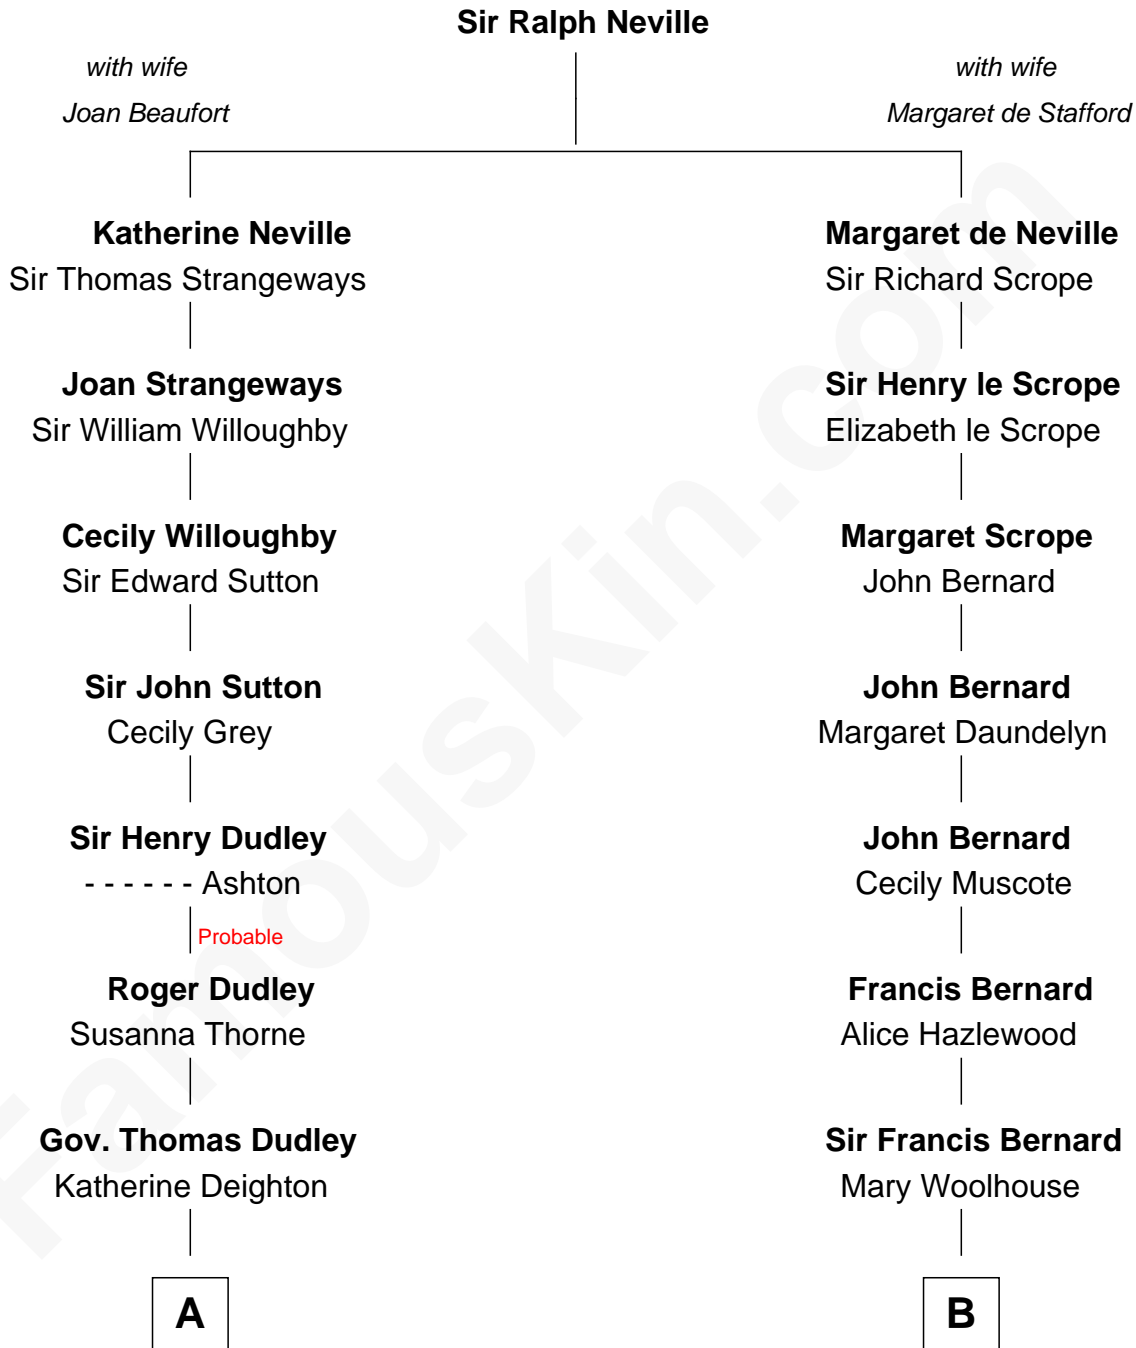 Sir Ralph Neville
with wife
Joan Beaufort
with wife
Margaret de Stafford
Katherine Neville
Sir Thomas Strangeways
Margaret de Neville
Sir Richard Scrope
Joan Strangeways
Sir William Willoughby
Sir Henry le Scrope
Elizabeth le Scrope
Cecily Willoughby
Sir Edward Sutton
Margaret Scrope
John Bernard
Sir John Sutton
Cecily Grey
John Bernard
Margaret Daundelyn
Sir Henry Dudley
- - - - - - Ashton
John Bernard
Cecily Muscote
Probable
Roger Dudley
Susanna Thorne
Francis Bernard
Alice Hazlewood
Gov. Thomas Dudley
Katherine Deighton
Sir Francis Bernard
Mary Woolhouse
A
B
FamousKin.com